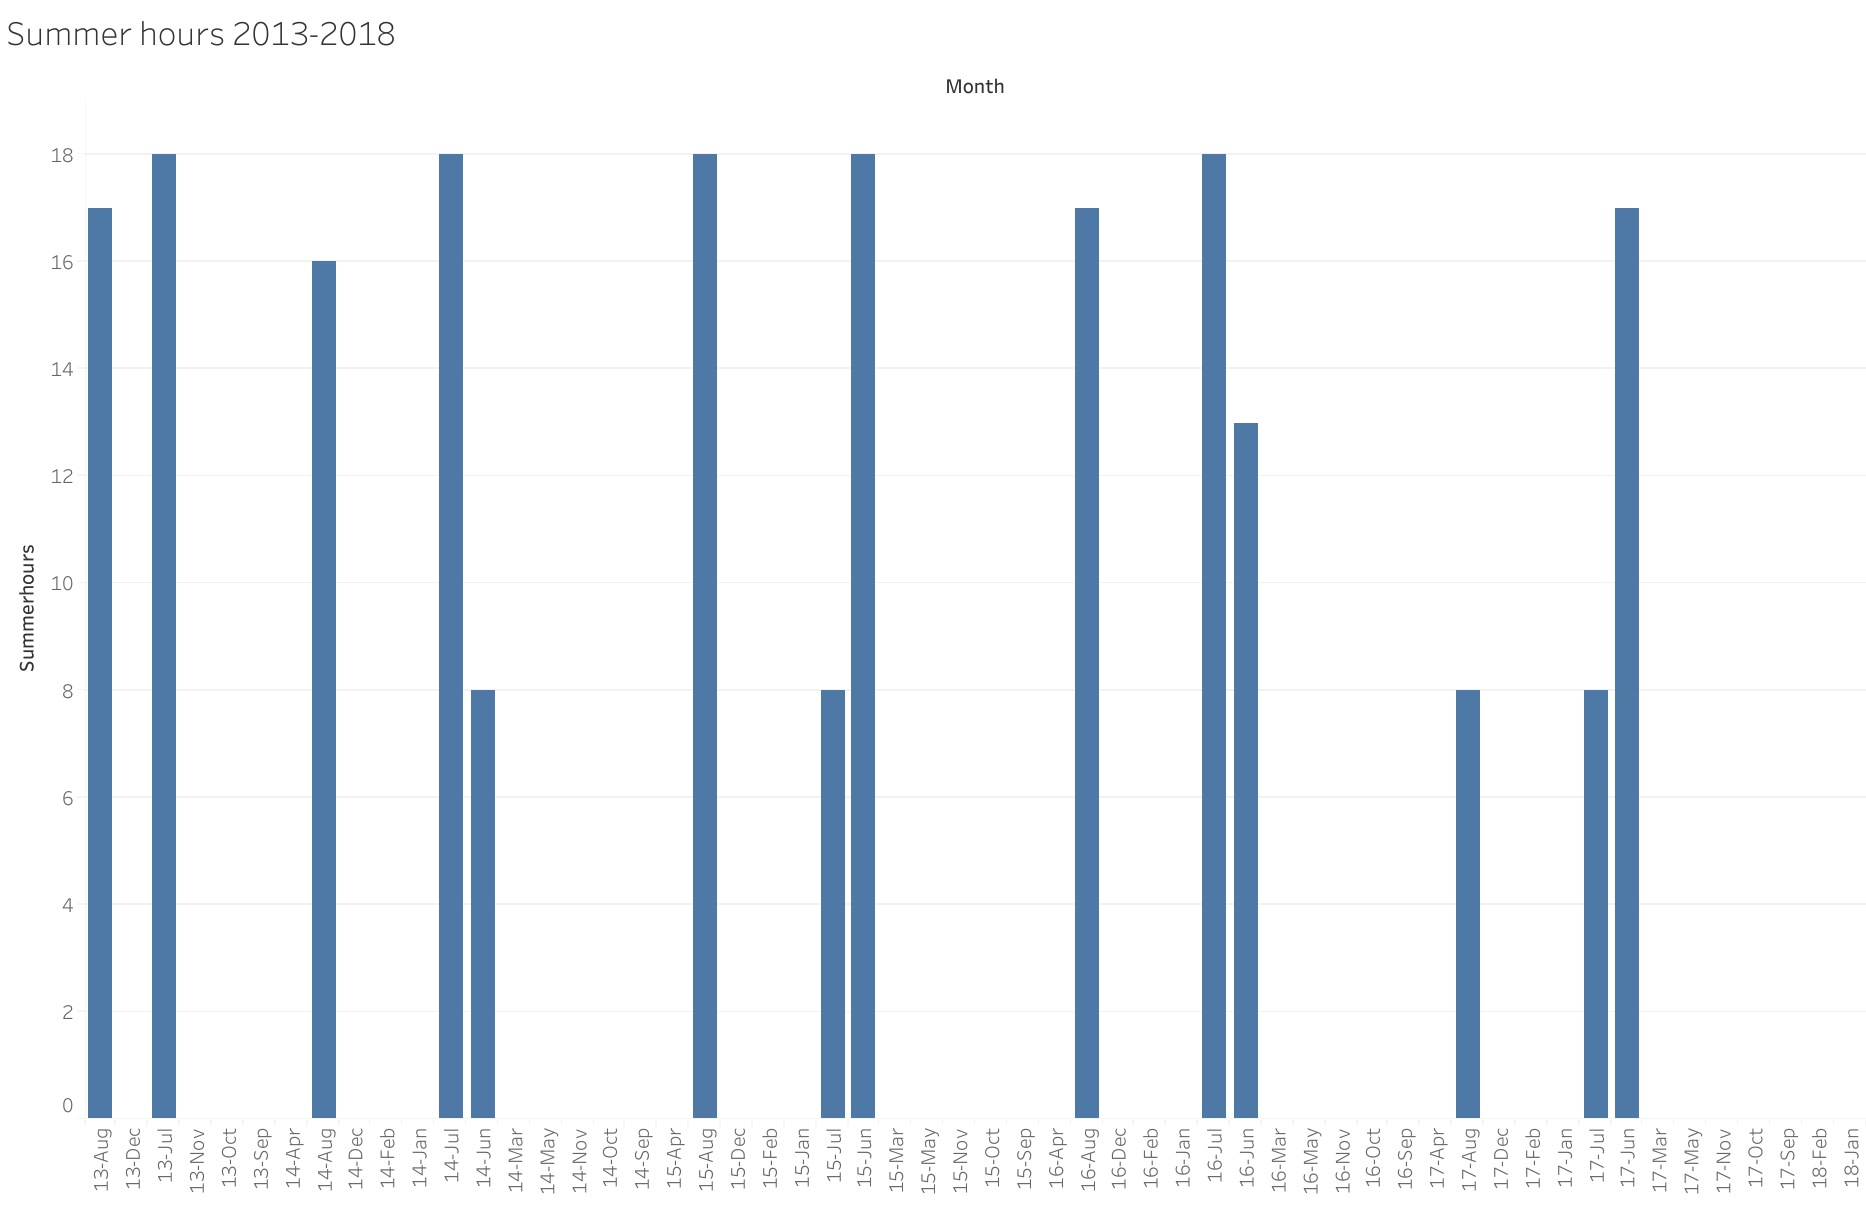 Summer hours 2013-2018
Month
Summerhours
18
16
14
12
10
8
6
4
2
0
13-Aug
13-Dec
13-Jul
13-Nov
13-Oct
13-Sep
14-Apr
14-Aug
14-Dec
14-Feb
14-Jan
14-Jul
14-Jun
14-Mar
14-May
14-Nov
14-Oct
14-Sep
15-Apr
15-Aug
15-Dec
15-Feb
15-Jan
15-Jul
15-Jun
15-Mar
15-May
15-Nov
15-Oct
15-Sep
16-Apr
16-Aug
16-Dec
16-Feb
16-Jan
16-Jul
16-Jun
16-Mar
16-May
16-Nov
16-Oct
16-Sep
17-Apr
17-Aug
17-Dec
17-Feb
17-Jan
17-Jul
17-Jun
17-Mar
17-May
17-Nov
17-Oct
17-Sep
18-Feb
18-Jan